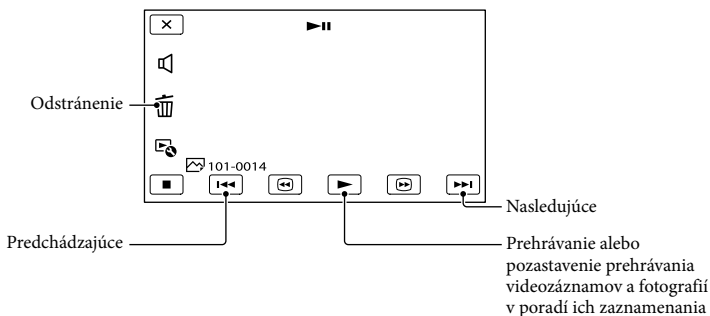 Odstránenie
101-0014
Nasledujúce
Predchádzajúce
Prehrávanie alebo
pozastavenie prehrávania
videozáznamov a fotografií
v poradí ich zaznamenania